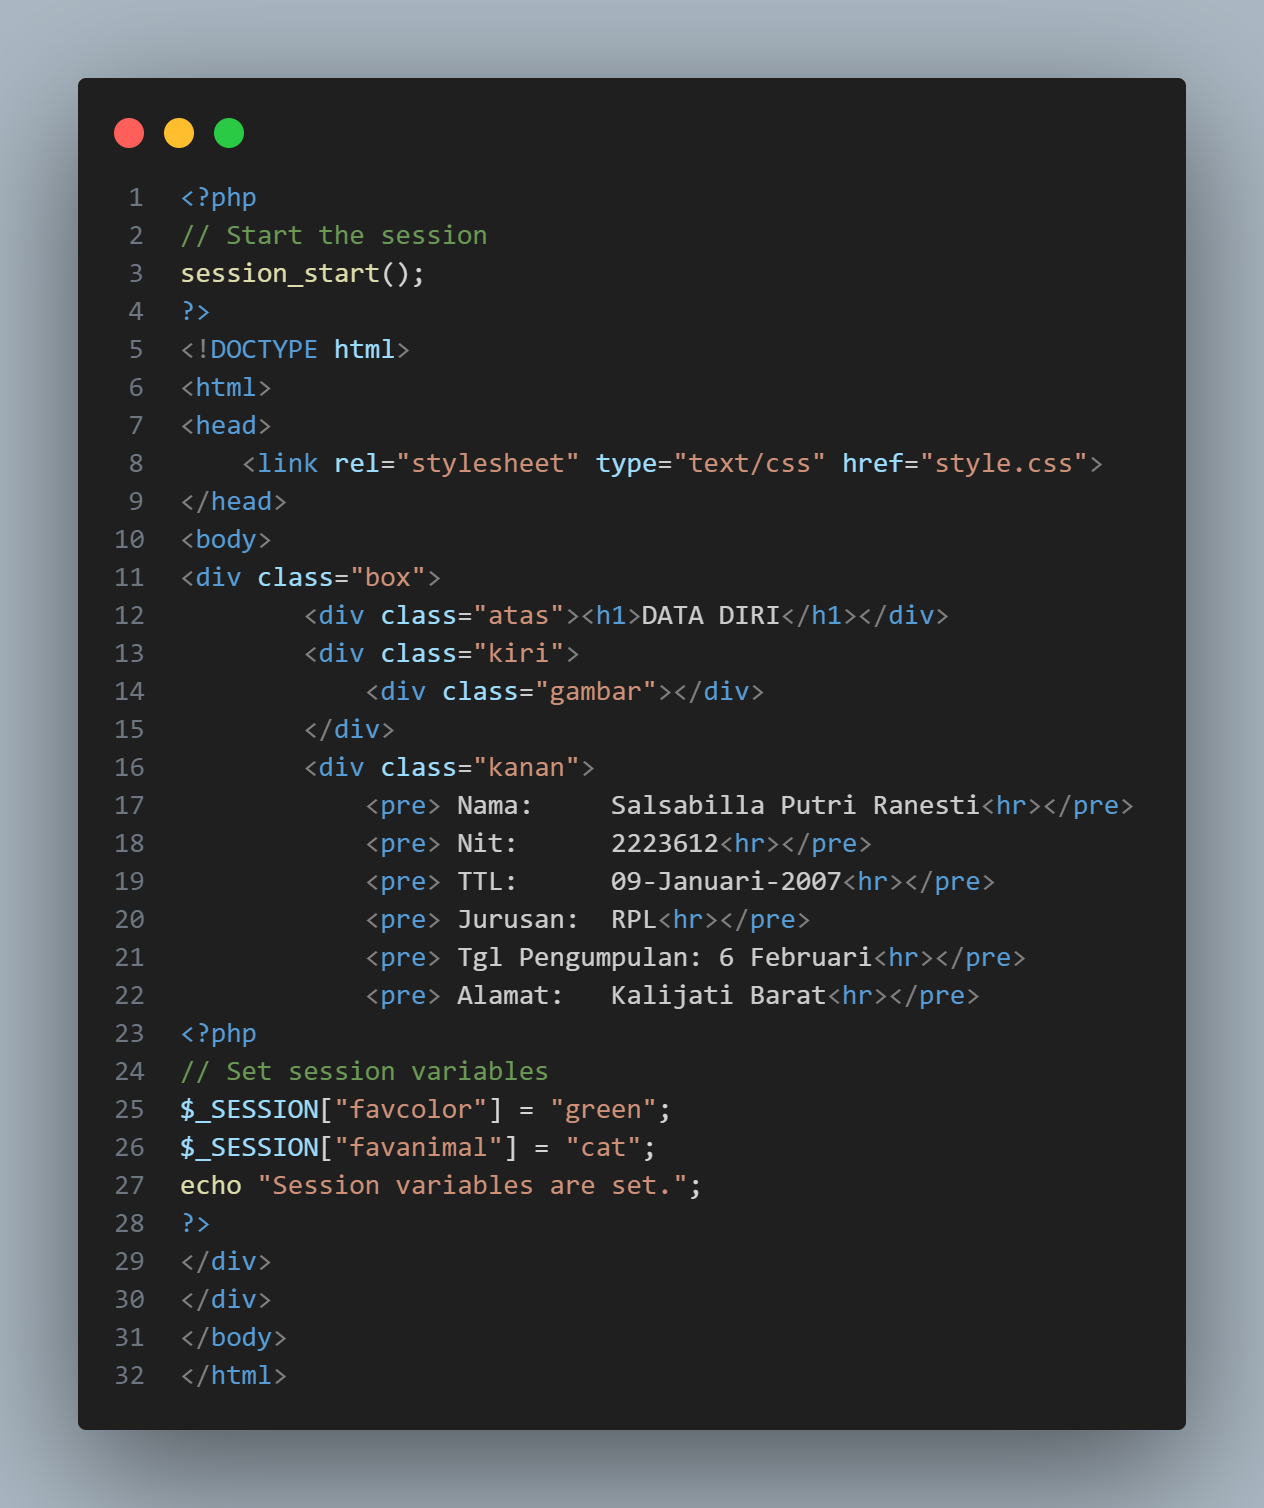 1 <?php
2 // Start the session
3 session_start();
4 ?>
5 <!DOCTYPE html>
6 <html>
7 <head>
8     <link rel="stylesheet" type="text/css" href="style.css">
9 </head>
10 <body>
11 <div class="box">
12         <div class="atas"><h1>DATA DIRI</h1></div>
13         <div class="kiri">
14             <div class="gambar"></div>
15         </div>
16         <div class="kanan">
17             <pre> Nama:     Salsabilla Putri Ranesti<hr></pre>
18             <pre> Nit:      2223612<hr></pre>
19             <pre> TTL:      09-Januari-2007<hr></pre>
20             <pre> Jurusan:  RPL<hr></pre>
21             <pre> Tgl Pengumpulan: 6 Februari<hr></pre>
22             <pre> Alamat:   Kalijati Barat<hr></pre>
23 <?php
24 // Set session variables
25 $_SESSION["favcolor"] = "green";
26 $_SESSION["favanimal"] = "cat";
27 echo "Session variables are set.";
28 ?>
29 </div>
30 </div>
31 </body>
32 </html>